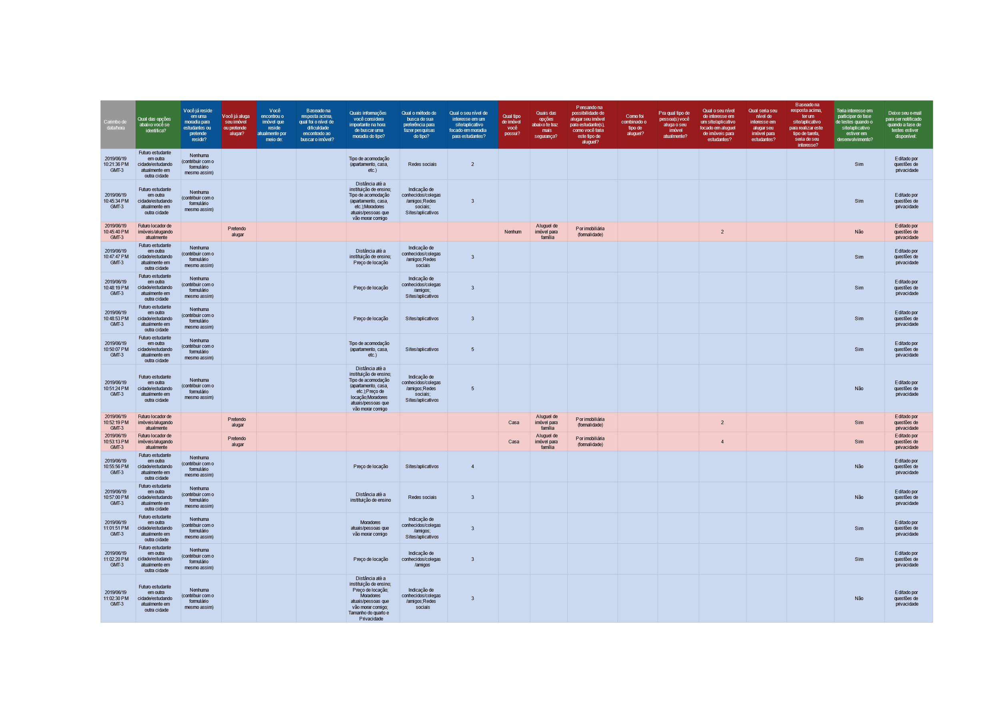 Carimbo de
data/hora
Qual das opções
abaixo você se
identifica?
Você já reside
em uma
moradia para
estudantes ou
pretende
residir?
Você já aluga
seu imóvel
ou pretende
alugar?
Você
encontrou o
imóvel que
reside
atualmente por
meio de:
Baseado na
resposta acima,
qual foi o nível de
dificuldade
encontrado ao
buscar o imóvel?
Quais informações
você considera
importante na hora
de buscar uma
moradia do tipo?
Qual o método de
busca de sua
preferência para
fazer pesquisas
do tipo?
Qual o seu nível de
interesse em um
site/aplicativo
focado em moradia
para estudantes?
Qual tipo
de imóvel
você
possui?
Quais das
opções
abaixo te traz
mais
segurança?
Pensando na
possibilidade de
alugar seu imóvel
para estudante(s),
como você faria
este tipo de
aluguel?
Como foi
combinado o
tipo de
aluguel?
Pra qual tipo de
pessoa(s) você
aluga o seu
imóvel
atualmente?
Qual o seu nível
de interesse em
um site/aplicativo
focado em aluguel
de imóveis para
estudantes?
Qual seria seu
nível de
interesse em
alugar seu
imóvel para
estudantes?
Baseado na
resposta acima,
ter um
site/aplicativo
para realizar este
tipo de tarefa,
seria de seu
interesse?
Teria interesse em
participar de fase
de testes quando o
site/aplicativo
estiver em
desenvolvimento?
Deixe seu e-mail
para ser notificado
quando a fase de
testes estiver
disponível:
2019/06/19
10:21:36 PM
GMT-3
Futuro estudante
em outra
cidade/estudando
atualmente em
outra cidade
Nenhuma
(contribuir com o
formulário
mesmo assim)
Tipo de acomodação
(apartamento, casa,
etc.)
Redes sociais
2
Sim
Editado por
questões de
privacidade
2019/06/19
10:45:34 PM
GMT-3
Futuro estudante
em outra
cidade/estudando
atualmente em
outra cidade
Nenhuma
(contribuir com o
formulário
mesmo assim)
Distância até a
instituição de ensino;
Tipo de acomodação
(apartamento, casa,
etc.);Moradores
atuais/pessoas que
vão morar comigo
Indicação de
conhecidos/colegas
/amigos;Redes
sociais;
Sites/aplicativos
3
Sim
Editado por
questões de
privacidade
2019/06/19
10:45:40 PM
GMT-3
Futuro locador de
imóveis/alugando
atualmente
Pretendo
alugar
Nenhum
Aluguel de
imóvel para
família
Por imobiliária
(formalidade)
2
Não
Editado por
questões de
privacidade
2019/06/19
10:47:47 PM
GMT-3
Futuro estudante
em outra
cidade/estudando
atualmente em
outra cidade
Nenhuma
(contribuir com o
formulário
mesmo assim)
Distância até a
instituição de ensino;
Preço de locação
Indicação de
conhecidos/colegas
/amigos;Redes
sociais
3
Sim
Editado por
questões de
privacidade
2019/06/19
10:48:19 PM
GMT-3
Futuro estudante
em outra
cidade/estudando
atualmente em
outra cidade
Nenhuma
(contribuir com o
formulário
mesmo assim)
Preço de locação
Indicação de
conhecidos/colegas
/amigos;
Sites/aplicativos
3
Sim
Editado por
questões de
privacidade
2019/06/19
10:48:53 PM
GMT-3
Futuro estudante
em outra
cidade/estudando
atualmente em
outra cidade
Nenhuma
(contribuir com o
formulário
mesmo assim)
Preço de locação
Sites/aplicativos
3
Sim
Editado por
questões de
privacidade
2019/06/19
10:50:07 PM
GMT-3
Futuro estudante
em outra
cidade/estudando
atualmente em
outra cidade
Nenhuma
(contribuir com o
formulário
mesmo assim)
Tipo de acomodação
(apartamento, casa,
etc.)
Sites/aplicativos
5
Sim
Editado por
questões de
privacidade
2019/06/19
10:51:24 PM
GMT-3
Futuro estudante
em outra
cidade/estudando
atualmente em
outra cidade
Nenhuma
(contribuir com o
formulário
mesmo assim)
Distância até a
instituição de ensino;
Tipo de acomodação
(apartamento, casa,
etc.);Preço de
locação;Moradores
atuais/pessoas que
vão morar comigo
Indicação de
conhecidos/colegas
/amigos;Redes
sociais;
Sites/aplicativos
5
Não
Editado por
questões de
privacidade
2019/06/19
10:52:19 PM
GMT-3
Futuro locador de
imóveis/alugando
atualmente
Pretendo
alugar
Casa
Aluguel de
imóvel para
família
Por imobiliária
(formalidade)
2
Sim
Editado por
questões de
privacidade
2019/06/19
10:53:13 PM
GMT-3
Futuro locador de
imóveis/alugando
atualmente
Pretendo
alugar
Casa
Aluguel de
imóvel para
família
Por imobiliária
(formalidade)
4
Sim
Editado por
questões de
privacidade
2019/06/19
10:55:56 PM
GMT-3
Futuro estudante
em outra
cidade/estudando
atualmente em
outra cidade
Nenhuma
(contribuir com o
formulário
mesmo assim)
Preço de locação
Sites/aplicativos
4
Não
Editado por
questões de
privacidade
2019/06/19
10:57:00 PM
GMT-3
Futuro estudante
em outra
cidade/estudando
atualmente em
outra cidade
Nenhuma
(contribuir com o
formulário
mesmo assim)
Distância até a
instituição de ensino
Redes sociais
3
Não
Editado por
questões de
privacidade
2019/06/19
11:01:51 PM
GMT-3
Futuro estudante
em outra
cidade/estudando
atualmente em
outra cidade
Nenhuma
(contribuir com o
formulário
mesmo assim)
Moradores
atuais/pessoas que
vão morar comigo
Indicação de
conhecidos/colegas
/amigos;
Sites/aplicativos
3
Sim
Editado por
questões de
privacidade
2019/06/19
11:02:20 PM
GMT-3
Futuro estudante
em outra
cidade/estudando
atualmente em
outra cidade
Nenhuma
(contribuir com o
formulário
mesmo assim)
Preço de locação
Indicação de
conhecidos/colegas
/amigos
3
Sim
Editado por
questões de
privacidade
2019/06/19
11:02:30 PM
GMT-3
Futuro estudante
em outra
cidade/estudando
atualmente em
outra cidade
Nenhuma
(contribuir com o
formulário
mesmo assim)
Distância até a
instituição de ensino;
Preço de locação;
Moradores
atuais/pessoas que
vão morar comigo;
Tamanho do quarto e
Privacidade
Indicação de
conhecidos/colegas
/amigos;Redes
sociais
3
Não
Editado por
questões de
privacidade